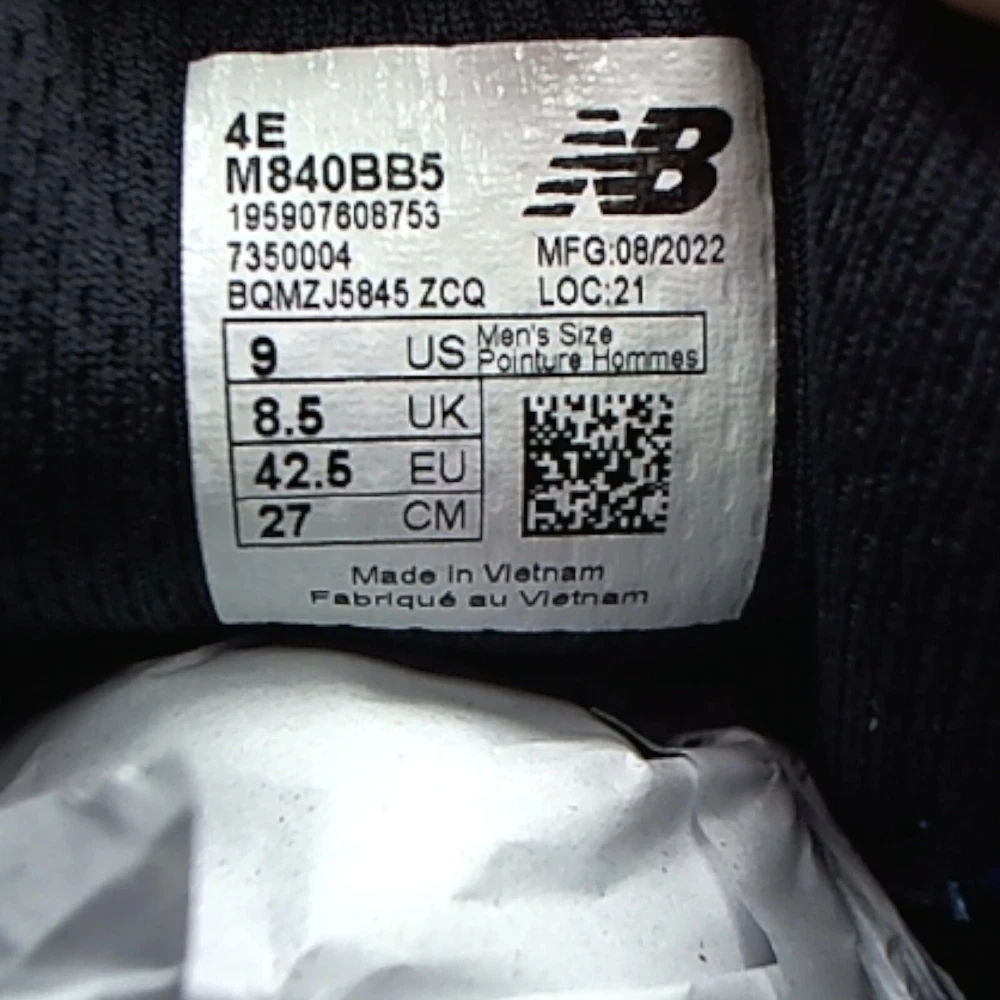 4E
M840BB5
195907608753
7350004
BQMZJ5845 ZCQ
NB
MFG:08/2022
LOC:21
9 US Men's Size
Pointure Hommes
8.5 UK
42.5 EU
27 CM
Made in Vietnam
Fabriqué au Vietnam